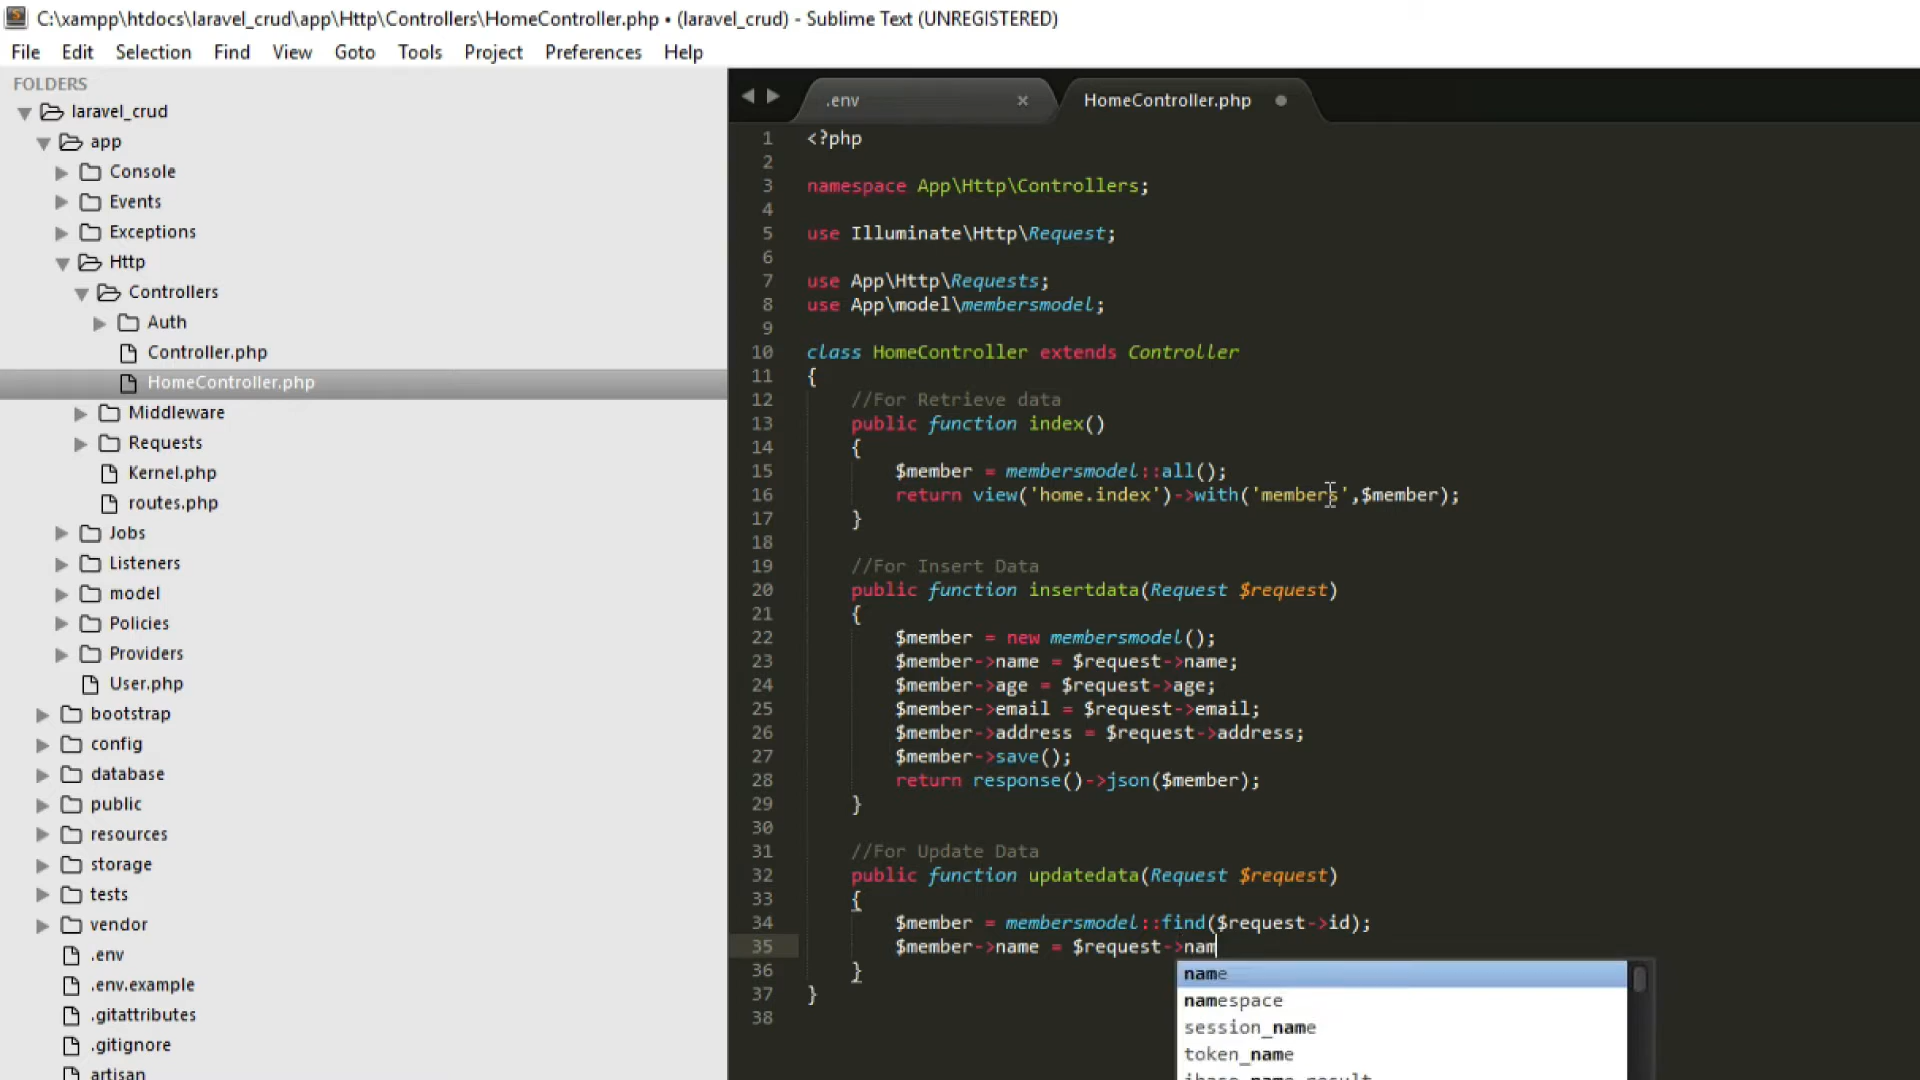 C:\xampp\htdocs\laravel_crud\app\Http\Controllers\HomeController.php • (laravel_crud) - Sublime Text (UNREGISTERED)
File Edit Selection Find View Goto Tools Project Preferences Help
FOLDERS
laravel_crud
app
Console
Events
Exceptions
Http
Controllers
Auth
Controller.php
HomeController.php
Middleware
Requests
Kernel.php
routes.php
Jobs
Listeners
model
Policies
Providers
User.php
bootstrap
config
database
public
resources
storage
tests
vendor
.env
.env.example
.gitattributes
.gitignore
artisan
.env × HomeController.php
1 <?php
2
3 namespace App\Http\Controllers;
4
5 use Illuminate\Http\Request;
6
7 use App\Http\Requests;
8 use App\model\membersmodel;
9
10 class HomeController extends Controller
11 {
12 //For Retrieve data
13 public function index()
14 {
15 $member = membersmodel::all();
16 return view('home.index')->with('members',$member);
17 }
18
19 //For Insert Data
20 public function insertdata(Request $request)
21 {
22 $member = new membersmodel();
23 $member->name = $request->name;
24 $member->age = $request->age;
25 $member->email = $request->email;
26 $member->address = $request->address;
27 $member->save();
28 return response()->json($member);
29 }
30
31 //For Update Data
32 public function updatedata(Request $request)
33 {
34 $member = membersmodel::find($request->id);
35 $member->name = $request->nam
36 }
37 }
38
name
namespace
session_name
token_name